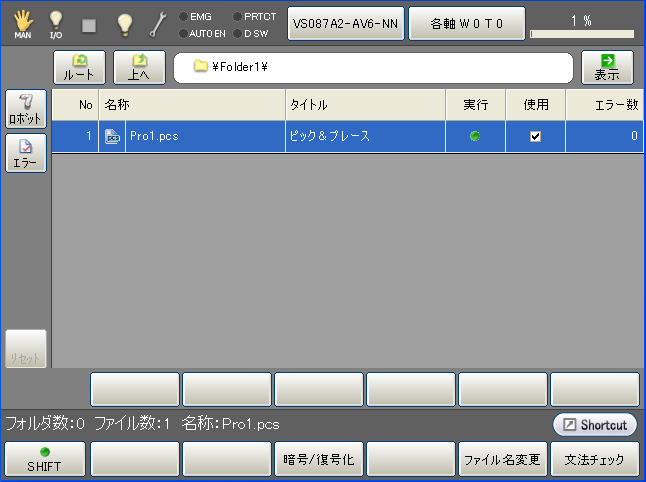 MAN I/O EMG PRTCT
AUTO EN D SW
VS087A2-AV6-NN 各軸 W 0 T 0 1 %
ルート 上へ ¥Folder1¥ 表示
ロボット
エラー
No 名称 タイトル 実行 使用 エラー数
1 Pro1.pcs ピック&プレース 0
リセット
フォルダ数:0 ファイル数:1 名称:Pro1.pcs Shortcut
SHIFT 暗号/復号化 ファイル名変更 文法チェック